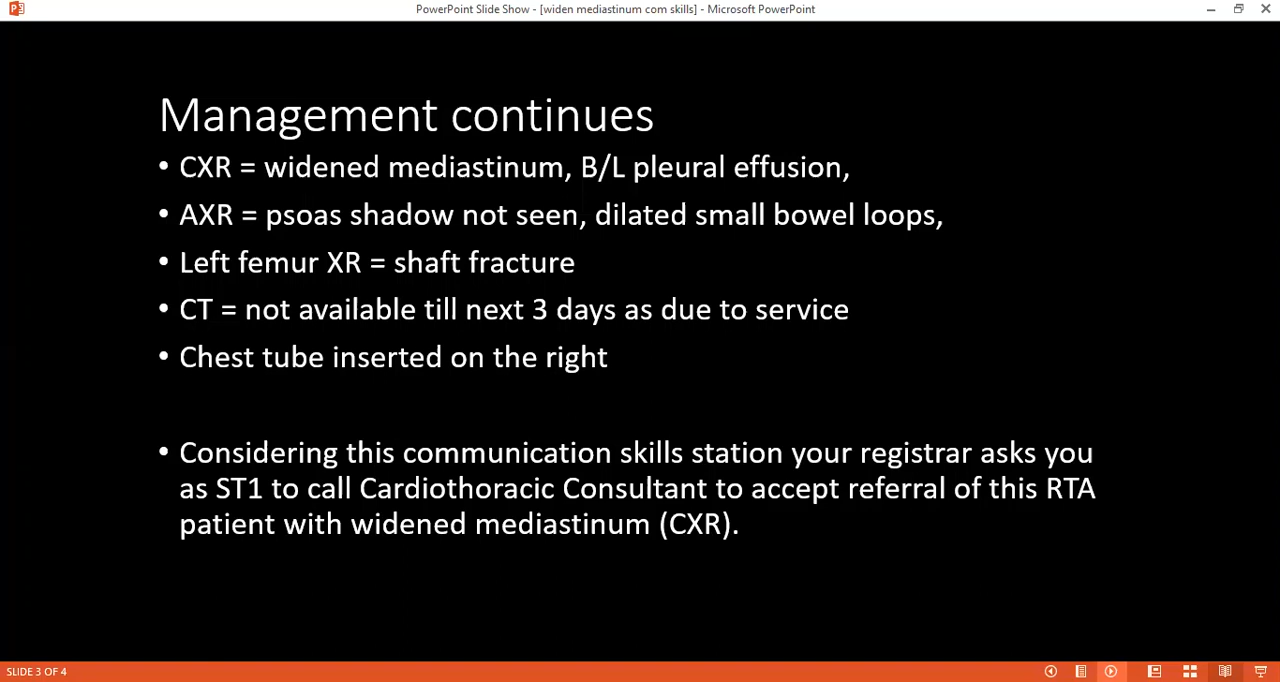 PowerPoint Slide Show - [widen mediastinum com skills] - Microsoft PowerPoint
Management continues
• CXR = widened mediastinum, B/L pleural effusion,
• AXR = psoas shadow not seen, dilated small bowel loops,
• Left femur XR = shaft fracture
• CT = not available till next 3 days as due to service
• Chest tube inserted on the right
• Considering this communication skills station your registrar asks you
as ST1 to call Cardiothoracic Consultant to accept referral of this RTA
patient with widened mediastinum (CXR).
SLIDE 3 OF 4